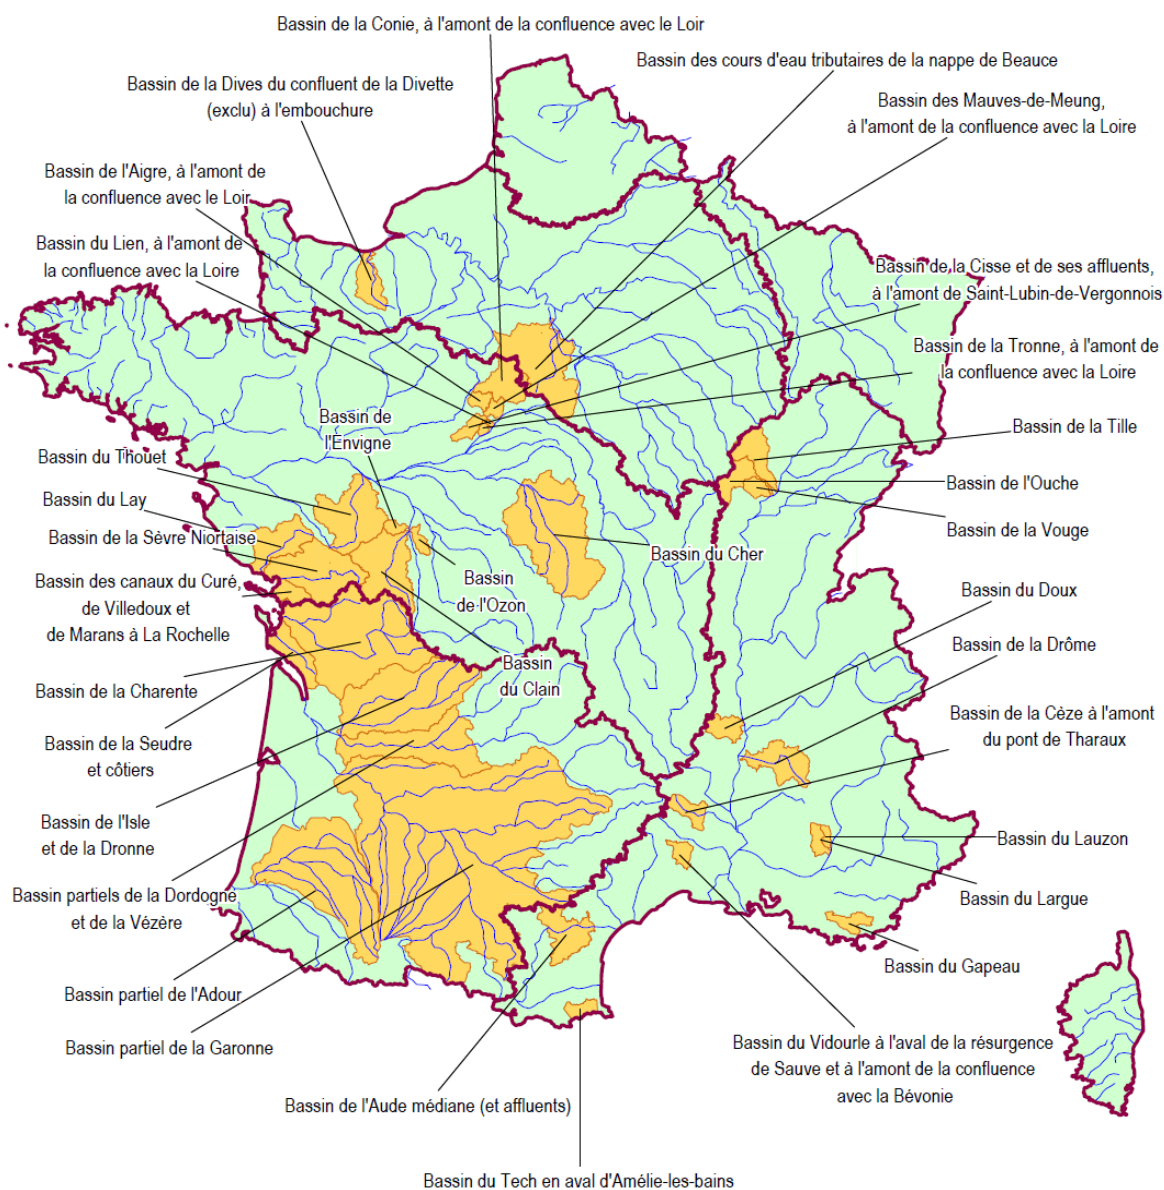 Bassin de la Conie, à l'amont de la confluence avec le Loir
Bassin des cours d'eau tributaires de la nappe de Beauce
Bassin de la Dives du confluent de la Divette
(exclu) à l'embouchure
Bassin des Mauves-de-Meung,
à l'amont de la confluence avec la Loire
Bassin de l'Aigre, à l'amont de
la confluence avec le Loir
Bassin du Lien, à l'amont de
la confluence avec la Loire
Bassin de la Cisse et de ses affluents,
à l'amont de Saint-Lubin-de-Vergonnois
Bassin de la Tronne, à l'amont de
la confluence avec la Loire
Bassin de
l'Envigne
Bassin de la Tille
Bassin du Thouet
Bassin de l'Ouche
Bassin du Lay
Bassin de la Vouge
Bassin de la Sèvre Niortaise
Bassin du Cher
Bassin des canaux du Curé,
de Villedoux et
de Marans à La Rochelle
Bassin
de l'Ozon
Bassin du Doux
Bassin de la Drôme
Bassin
du Clain
Bassin de la Charente
Bassin de la Cèze à l'amont
du pont de Tharaux
Bassin de la Seudre
et côtiers
Bassin de l'Isle
et de la Dronne
Bassin du Lauzon
Bassin partiels de la Dordogne
et de la Vézère
Bassin du Largue
Bassin du Gapeau
Bassin partiel de l'Adour
Bassin partiel de la Garonne
Bassin du Vidourle à l'aval de la résurgence
de Sauve et à l'amont de la confluence
avec la Bévonie
Bassin de l'Aude médiane (et affluents)
Bassin du Tech en aval d'Amélie-les-bains